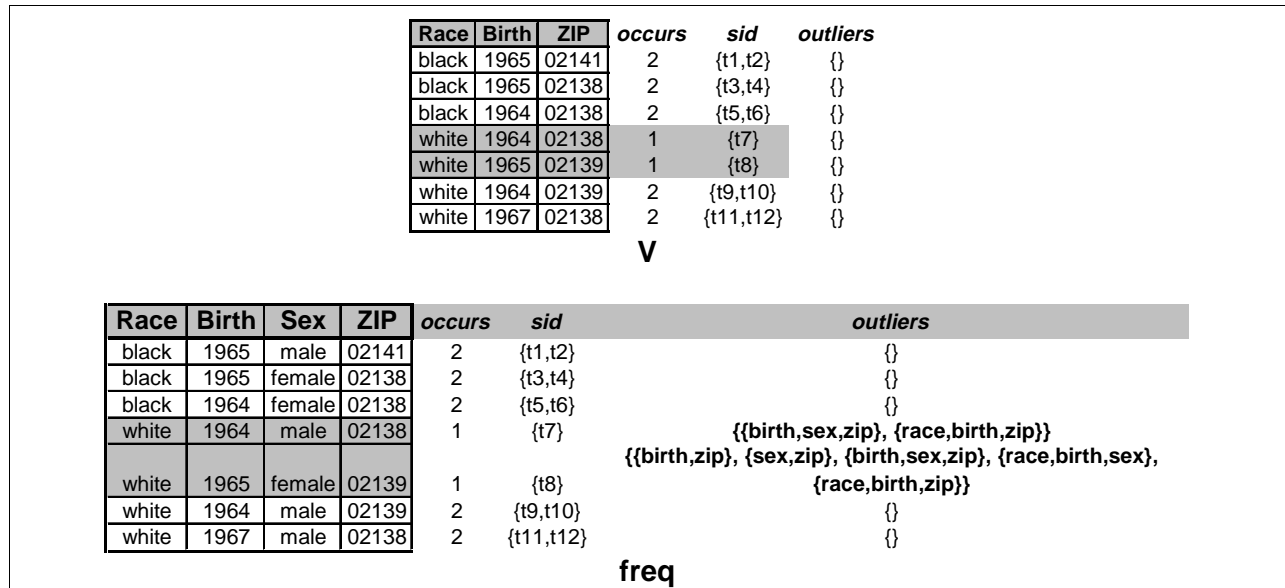 Race Birth ZIP occurs sid outliers
black 1965 02141 2 {t1,t2} {}
black 1965 02138 2 {t3,t4} {}
black 1964 02138 2 {t5,t6} {}
white 1964 02138 1 {t7} {}
white 1965 02139 1 {t8} {}
white 1964 02139 2 {t9,t10} {}
white 1967 02138 2 {t11,t12} {}
V
Race Birth Sex ZIP occurs sid outliers
black 1965 male 02141 2 {t1,t2} {}
black 1965 female 02138 2 {t3,t4} {}
black 1964 female 02138 2 {t5,t6} {}
white 1964 male 02138 1 {t7} {{birth,sex,zip}, {race,birth,zip}}
{{birth,zip}, {sex,zip}, {birth,sex,zip}, {race,birth,sex},
white 1965 female 02139 1 {t8} {race,birth,zip}}
white 1964 male 02139 2 {t9,t10} {}
white 1967 male 02138 2 {t11,t12} {}
freq